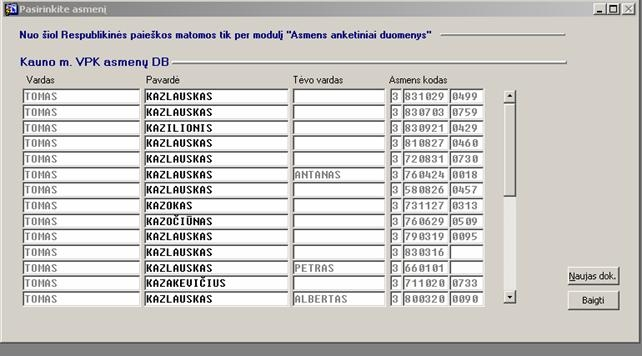 Pasirinkite asmenį
Nuo šiol Respublikinės paieškos matomos tik per modulį "Asmens anketiniai duomenys"
Kauno m. VPK asmenų DB
Vardas Pavardė Tėvo vardas Asmens kodas
TOMAS KAZLAUSKAS 3 831029 0499
TOMAS KAZLAUSKAS 3 830703 0759
TOMAS KAZILIONIS 3 830921 0429
TOMAS KAZLAUSKAS 3 810827 0460
TOMAS KAZLAUSKAS 3 720831 0730
TOMAS KAZLAUSKAS ANTANAS 3 760424 0018
TOMAS KAZLAUSKAS 3 580826 0457
TOMAS KAZOKAS 3 731127 0313
TOMAS KAZOČIŪNAS 3 760629 0509
TOMAS KAZLAUSKAS 3 790319 0095
TOMAS KAZLAUSKAS 3 830316
TOMAS KAZLAUSKAS PETRAS 3 660101
TOMAS KAZAKEVIČIUS 3 711020 0733
TOMAS KAZLAUSKAS ALBERTAS 3 800320 0090
Naujas dok.
Baigti